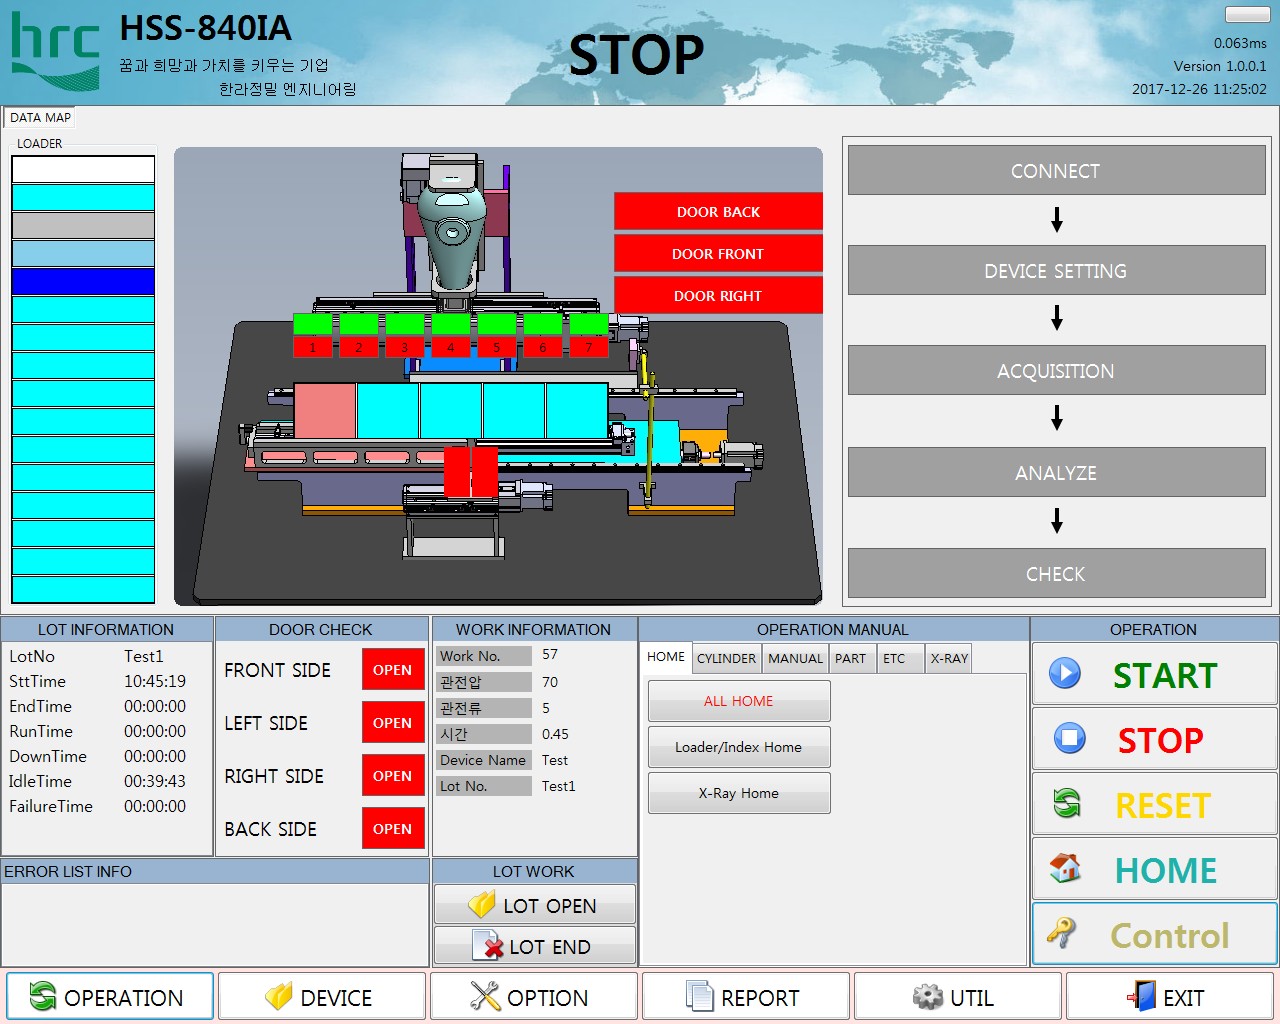 hrc
HSS-840IA
꿈과 희망과 가치를 키우는 기업
한라정밀 엔지니어링
STOP
0.063ms
Version 1.0.0.1
2017-12-26 11:25:02
DATA MAP
LOADER
DOOR BACK
DOOR FRONT
DOOR RIGHT
1 2 3 4 5 6 7
CONNECT
DEVICE SETTING
ACQUISITION
ANALYZE
CHECK
LOT INFORMATION
LotNo Test1
SttTime 10:45:19
EndTime 00:00:00
RunTime 00:00:00
DownTime 00:00:00
IdleTime 00:39:43
FailureTime 00:00:00
DOOR CHECK
FRONT SIDE OPEN
LEFT SIDE OPEN
RIGHT SIDE OPEN
BACK SIDE OPEN
WORK INFORMATION
Work No. 57
관전압 70
관전류 5
시간 0.45
Device Name Test
Lot No. Test1
OPERATION MANUAL
HOME CYLINDER MANUAL PART ETC X-RAY
ALL HOME
Loader/Index Home
X-Ray Home
OPERATION
START
STOP
RESET
HOME
Control
ERROR LIST INFO
LOT WORK
LOT OPEN
LOT END
OPERATION DEVICE OPTION REPORT UTIL EXIT